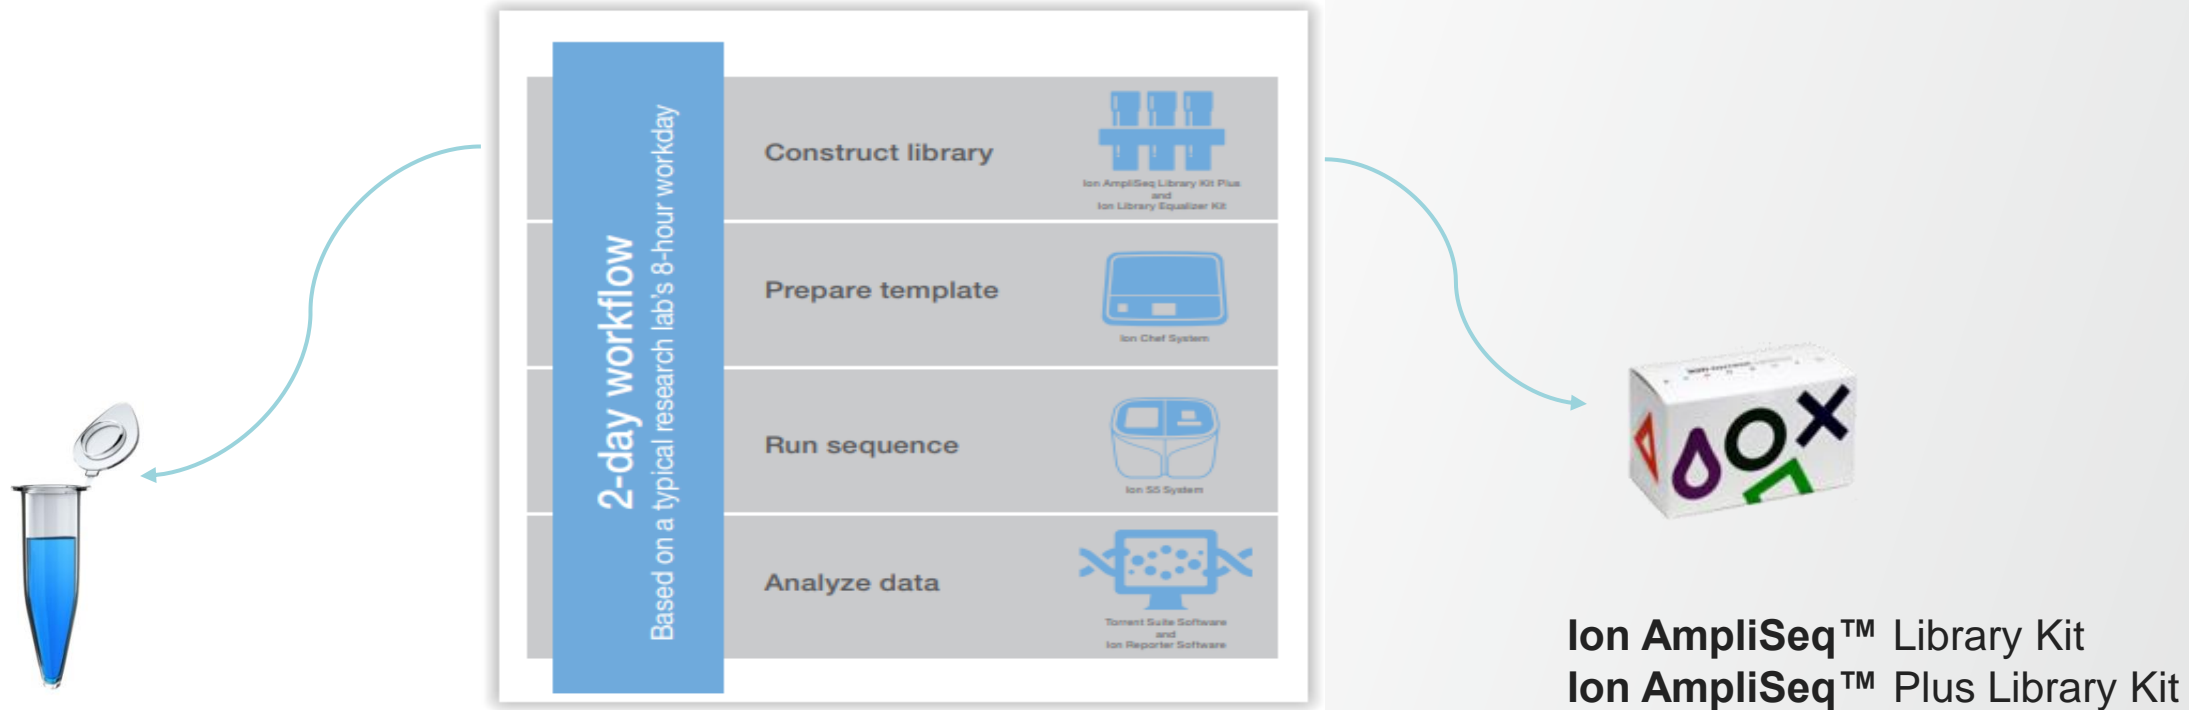 2-day workflow
Based on a typical research lab's 8-hour workday
Construct library
Ion AmpliSeq Library Kit Plus
and
Ion Library Equalizer Kit
Prepare template
Ion Chef System
Run sequence
Ion S5 System
Analyze data
Torrent Suite Software
and
Ion Reporter Software
Ion AmpliSeq™ Library Kit
Ion AmpliSeq™ Plus Library Kit